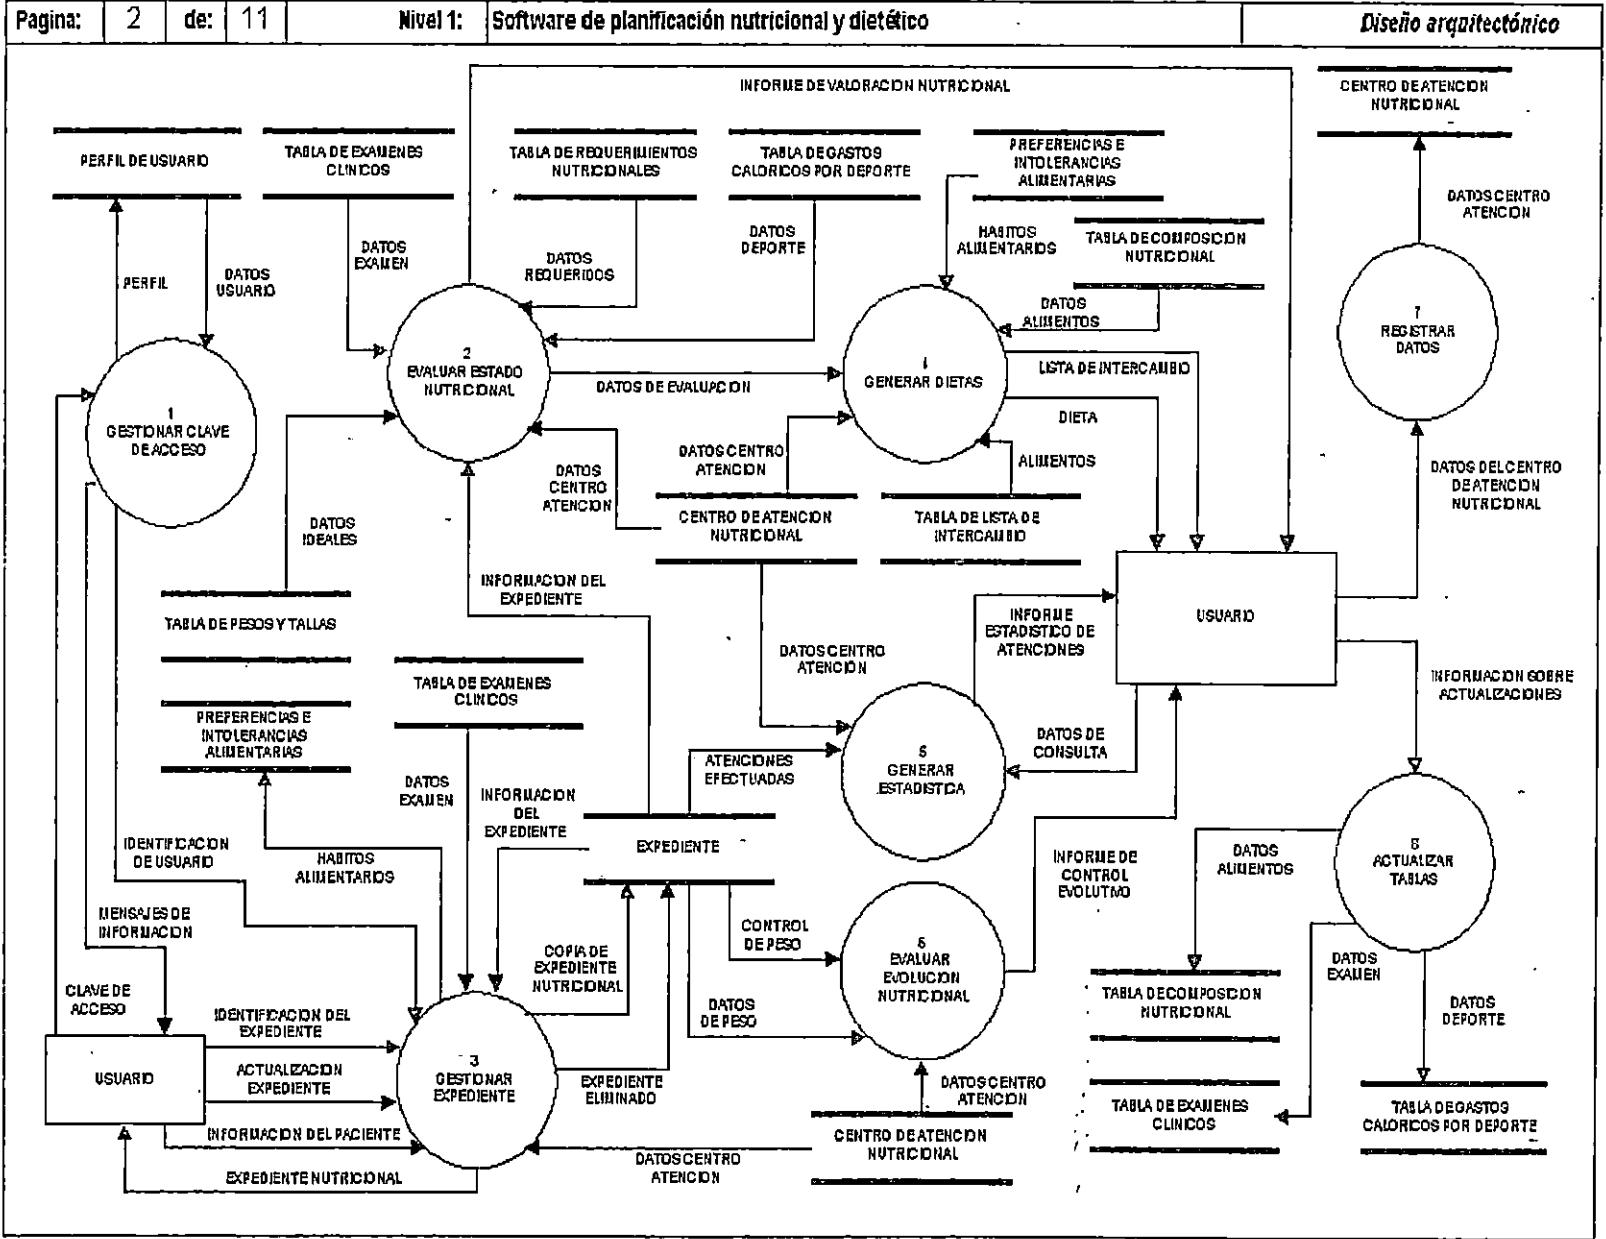 Pagina: 2 de: 11 Nivel 1: Software de planificación nutricional y dietético Diseño arquitectónico
INFORME DE VALORACION NUTRICIONAL
CENTRO DE ATENCION
NUTRICIONAL
PERFIL DE USUARIO
TABLA DE EXAMENES
CLINICOS
TABLA DE REQUERIMIENTOS
NUTRICIONALES
TABLA DE GASTOS
CALORICOS POR DEPORTE
PREFERENCIAS E
INTOLERANCIAS
ALIMENTARIAS
DATOS CENTRO
ATENCION
PERFIL
DATOS
USUARIO
DATOS
EXAMEN
DATOS
REQUERIDOS
DATOS
DEPORTE
HABITOS
ALIMENTARIOS
TABLA DE COMPOSICION
NUTRICIONAL
DATOS
ALIMENTOS
1
GESTIONAR CLAVE
DE ACCESO
2
EVALUAR ESTADO
NUTRICIONAL
DATOS DE EVALUACION
4
GENERAR DIETAS
LISTA DE INTERCAMBIO
DIETA
7
REGISTRAR
DATOS
DATOS
IDEALES
DATOS
CENTRO
ATENCION
DATOS CENTRO
ATENCION
ALIMENTOS
DATOS DEL CENTRO
DE ATENCION
NUTRICIONAL
CENTRO DE ATENCION
NUTRICIONAL
TABLA DE LISTA DE
INTERCAMBIO
INFORMACION DEL
EXPEDIENTE
TABLA DE PESOS Y TALLAS
DATOS CENTRO
ATENCION
INFORME
ESTADISTICO DE
ATENCIONES
USUARIO
TABLA DE EXAMENES
CLINICOS
INFORMACION SOBRE
ACTUALIZACIONES
PREFERENCIAS E
INTOLERANCIAS
ALIMENTARIAS
DATOS
EXAMEN
INFORMACION
DEL
EXPEDIENTE
ATENCIONES
EFECTUADAS
5
GENERAR
ESTADISTICA
DATOS DE
CONSULTA
IDENTIFICACION
DE USUARIO
HABITOS
ALIMENTARIOS
EXPEDIENTE
INFORME DE
CONTROL
EVOLUTIVO
DATOS
ALIMENTOS
8
ACTUALIZAR
TABLAS
MENSAJES DE
INFORMACION
COPIA DE
EXPEDIENTE
NUTRICIONAL
CONTROL
DE PESO
6
EVALUAR
EVOLUCION
NUTRICIONAL
DATOS
EXAMEN
CLAVE DE
ACCESO
DATOS
DE PESO
TABLA DE COMPOSICION
NUTRICIONAL
DATOS
DEPORTE
IDENTIFICACION DEL
EXPEDIENTE
USUARIO
ACTUALIZACION
EXPEDIENTE
3
GESTIONAR
EXPEDIENTE
EXPEDIENTE
ELIMINADO
DATOS CENTRO
ATENCION
TABLA DE EXAMENES
CLINICOS
TABLA DE GASTOS
CALORICOS POR DEPORTE
INFORMACION DEL PACIENTE
CENTRO DE ATENCION
NUTRICIONAL
DATOS CENTRO
ATENCION
EXPEDIENTE NUTRICIONAL